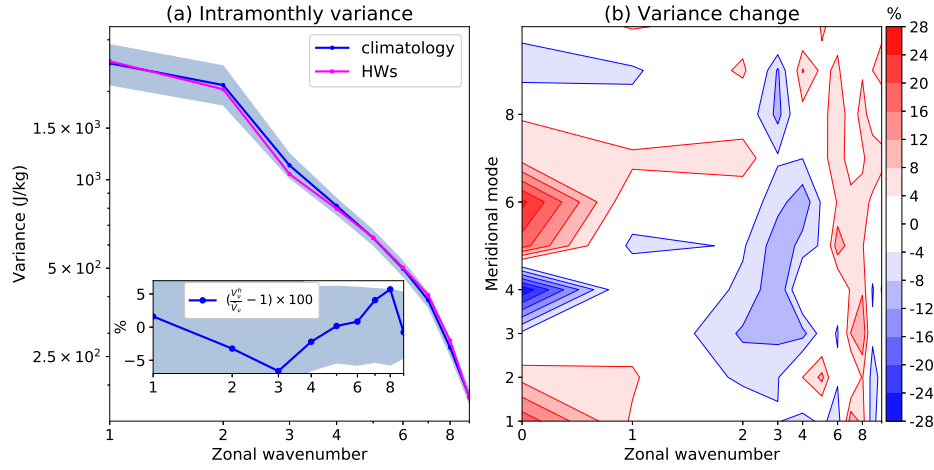 (a) Intramonthly variance
climatology
HWs
1.5 × 10³
10³
5 × 10²
2.5 × 10²
Variance (J/kg)
(Vᵥʰ/Vᵥ − 1) × 100
5
0
−5
%
1 2 3 4 6 8
1 2 3 4 6 8
Zonal wavenumber
(b) Variance change
8
6
4
3
2
1
Meridional mode
0 1 2 3 4 6 8
Zonal wavenumber
%
28
24
20
16
12
8
4
0
-4
-8
-12
-16
-20
-24
-28